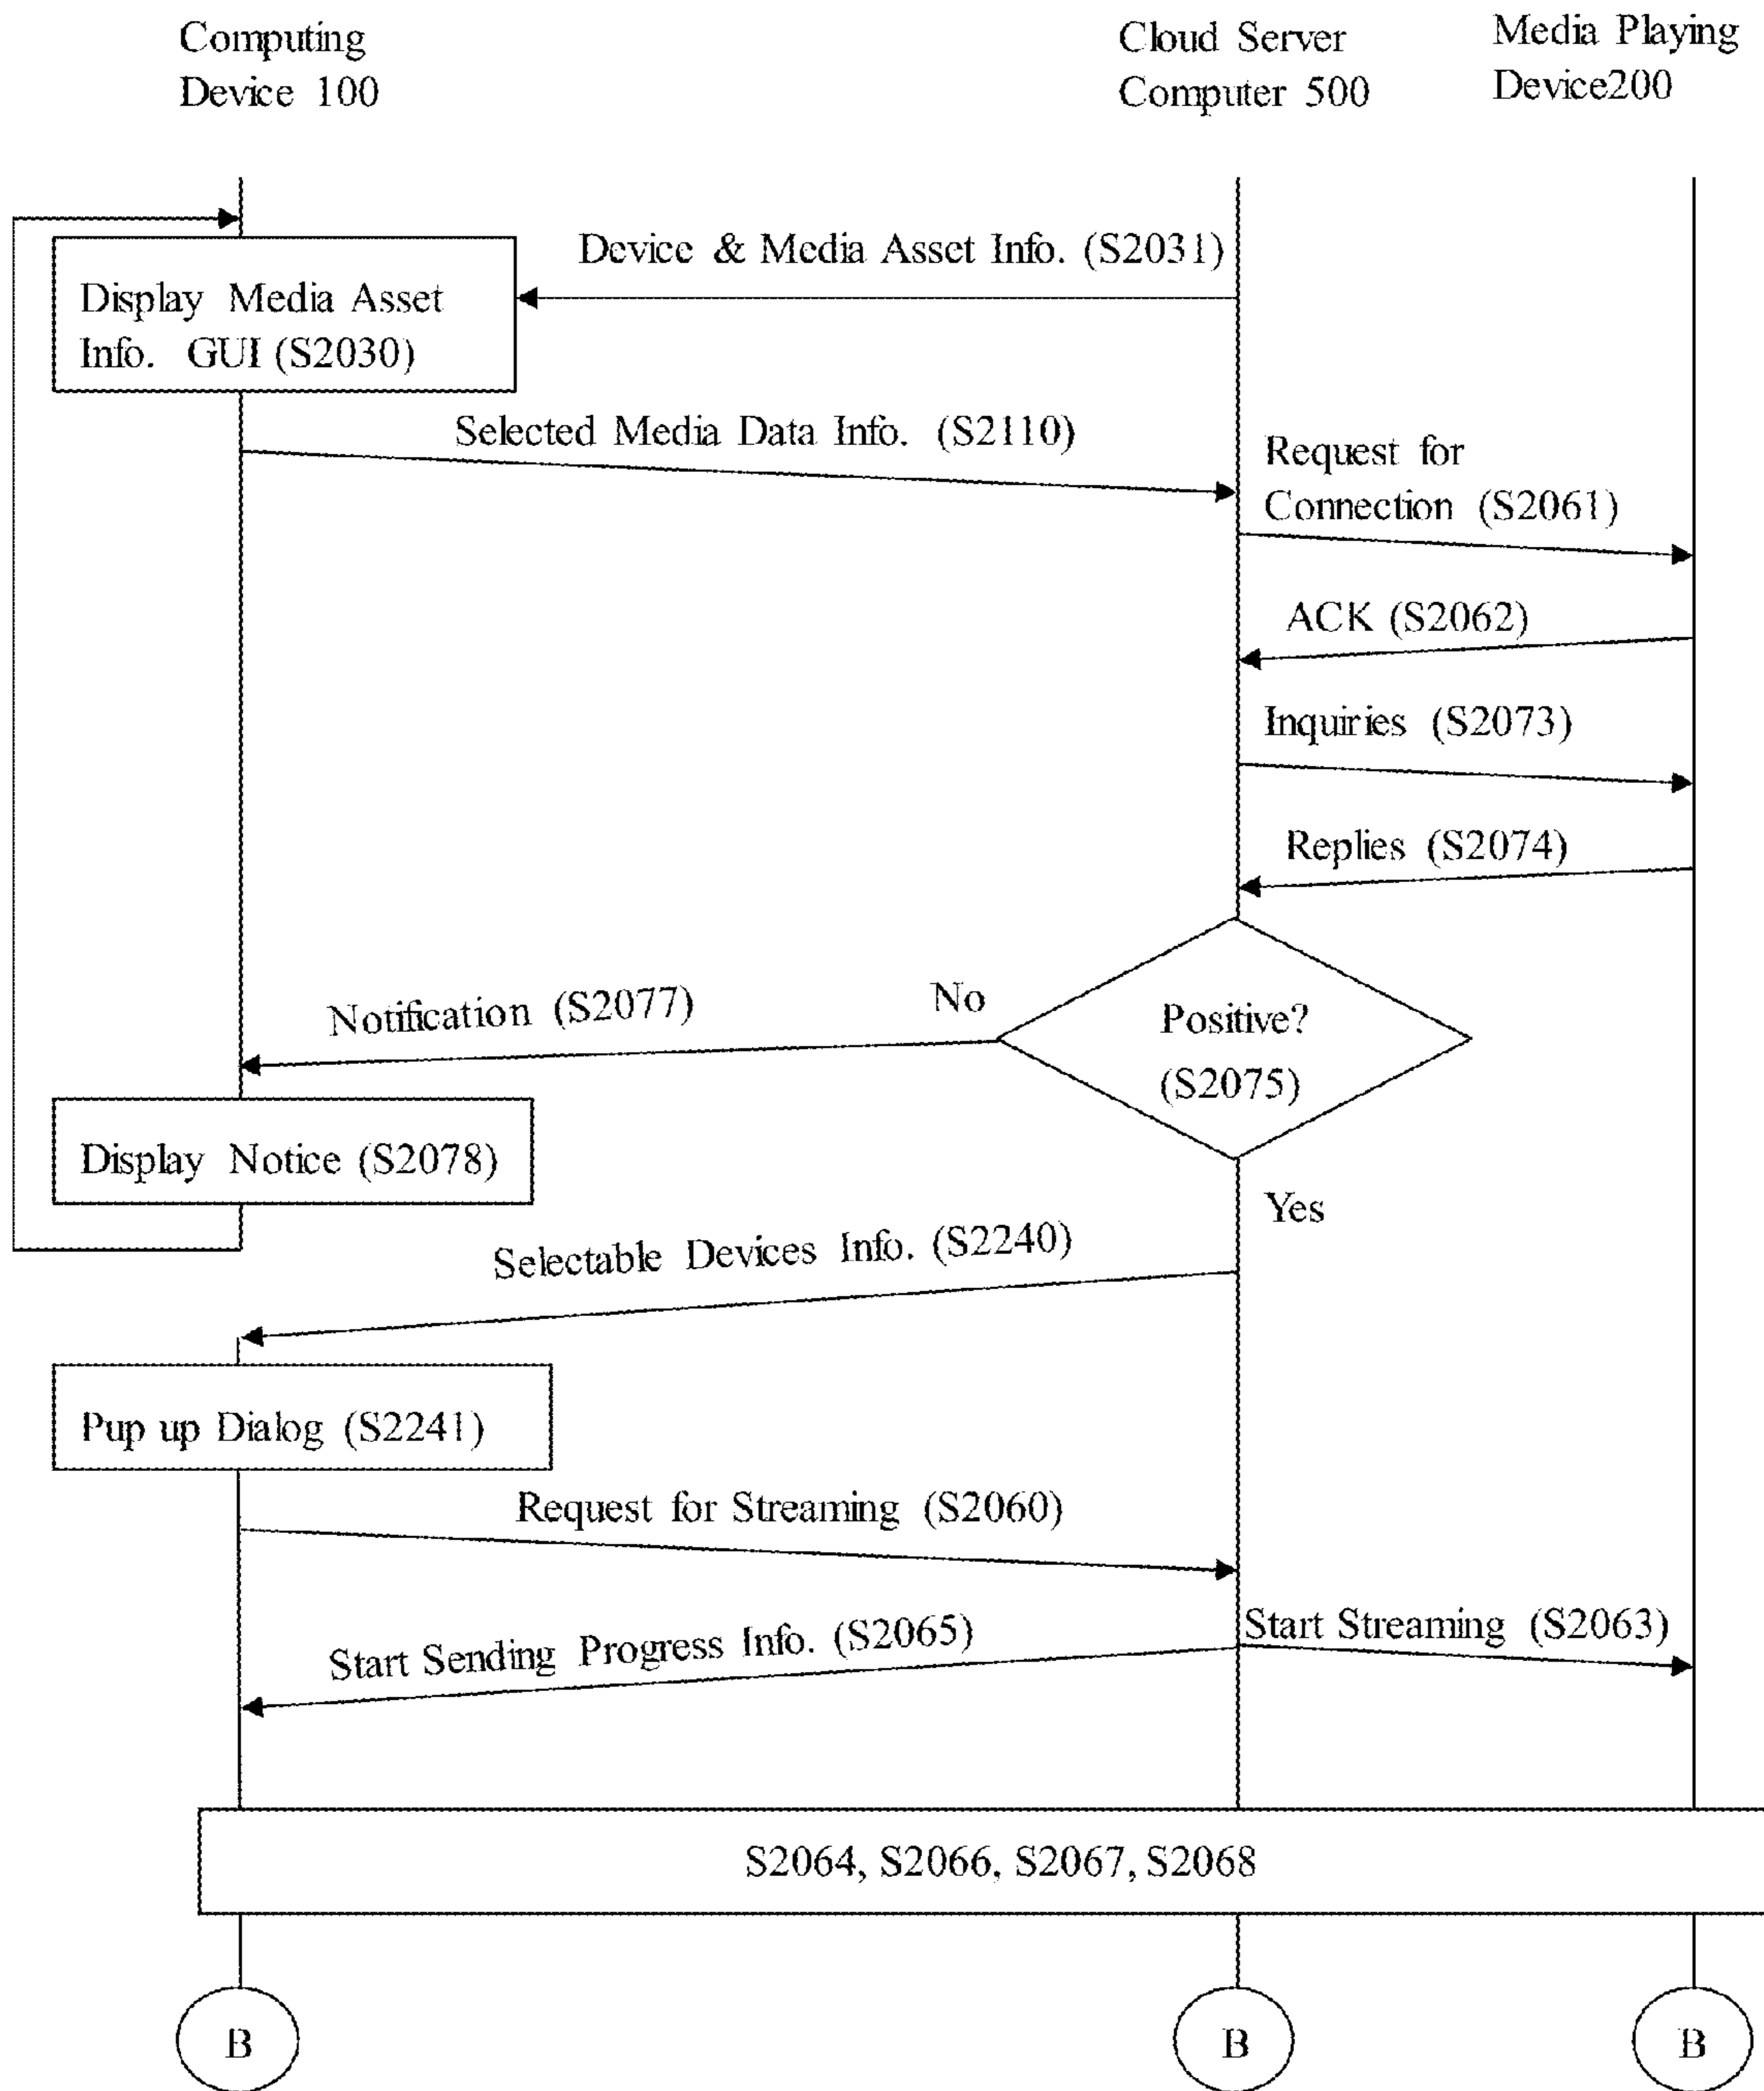 Computing
Device 100
Cloud Server
Computer 500
Media Playing
Device200
Device & Media Asset Info. (S2031)
Display Media Asset
Info. GUI (S2030)
Selected Media Data Info. (S2110)
Request for
Connection (S2061)
ACK (S2062)
Inquiries (S2073)
Replies (S2074)
Positive?
(S2075)
No
Notification (S2077)
Display Notice (S2078)
Yes
Selectable Devices Info. (S2240)
Pup up Dialog (S2241)
Request for Streaming (S2060)
Start Sending Progress Info. (S2065)
Start Streaming (S2063)
S2064, S2066, S2067, S2068
B
B
B